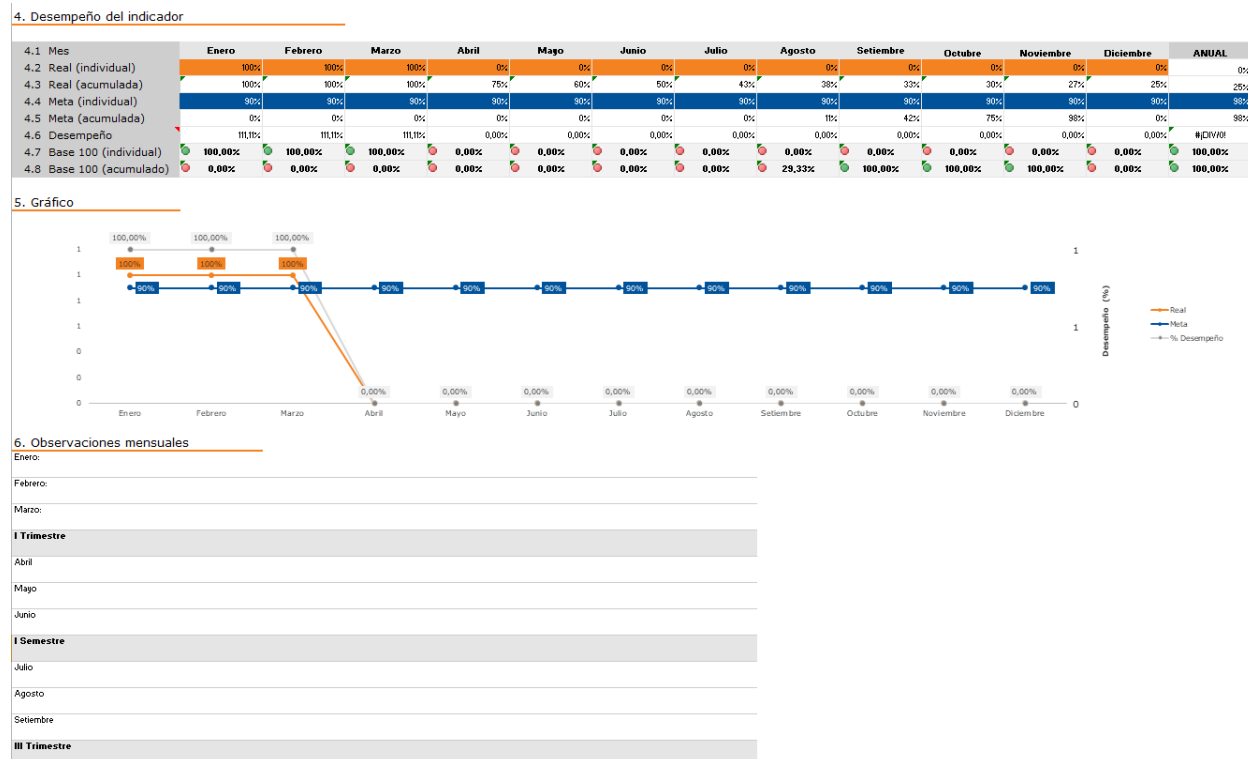 4. Desempeño del indicador
4.1 Mes Enero Febrero Marzo Abril Mayo Junio Julio Agosto Setiembre Octubre Noviembre Diciembre ANUAL
4.2 Real (individual) 100% 100% 100% 0% 0% 0% 0% 0% 0% 0% 0% 0% 0%
4.3 Real (acumulada) 100% 100% 100% 75% 60% 50% 43% 38% 33% 30% 27% 25% 25%
4.4 Meta (individual) 90% 90% 90% 90% 90% 90% 90% 90% 90% 90% 90% 90% 98%
4.5 Meta (acumulada) 0% 0% 0% 0% 0% 0% 0% 11% 42% 75% 98% 0% 98%
4.6 Desempeño 111,11% 111,11% 111,11% 0,00% 0,00% 0,00% 0,00% 0,00% 0,00% 0,00% 0,00% 0,00% #¡DIV/0!
4.7 Base 100 (individual) 100,00% 100,00% 100,00% 0,00% 0,00% 0,00% 0,00% 0,00% 0,00% 0,00% 0,00% 0,00% 100,00%
4.8 Base 100 (acumulado) 0,00% 0,00% 0,00% 0,00% 0,00% 0,00% 0,00% 29,33% 100,00% 100,00% 100,00% 0,00% 100,00%
5. Gráfico
100,00% 100,00% 100,00%
1 1
100% 100% 100%
1
90% 90% 90% 90% 90% 90% 90% 90% 90% 90% 90% 90%
1
Real
1 1
Meta
% Desempeño
Desempeño (%)
0
0
0,00% 0,00% 0,00% 0,00% 0,00% 0,00% 0,00% 0,00% 0,00%
0 0
Enero Febrero Marzo Abril Mayo Junio Julio Agosto Setiembre Octubre Noviembre Diciembre
6. Observaciones mensuales
Enero:
Febrero:
Marzo:
I Trimestre
Abril
Mayo
Junio
I Semestre
Julio
Agosto
Setiembre
III Trimestre